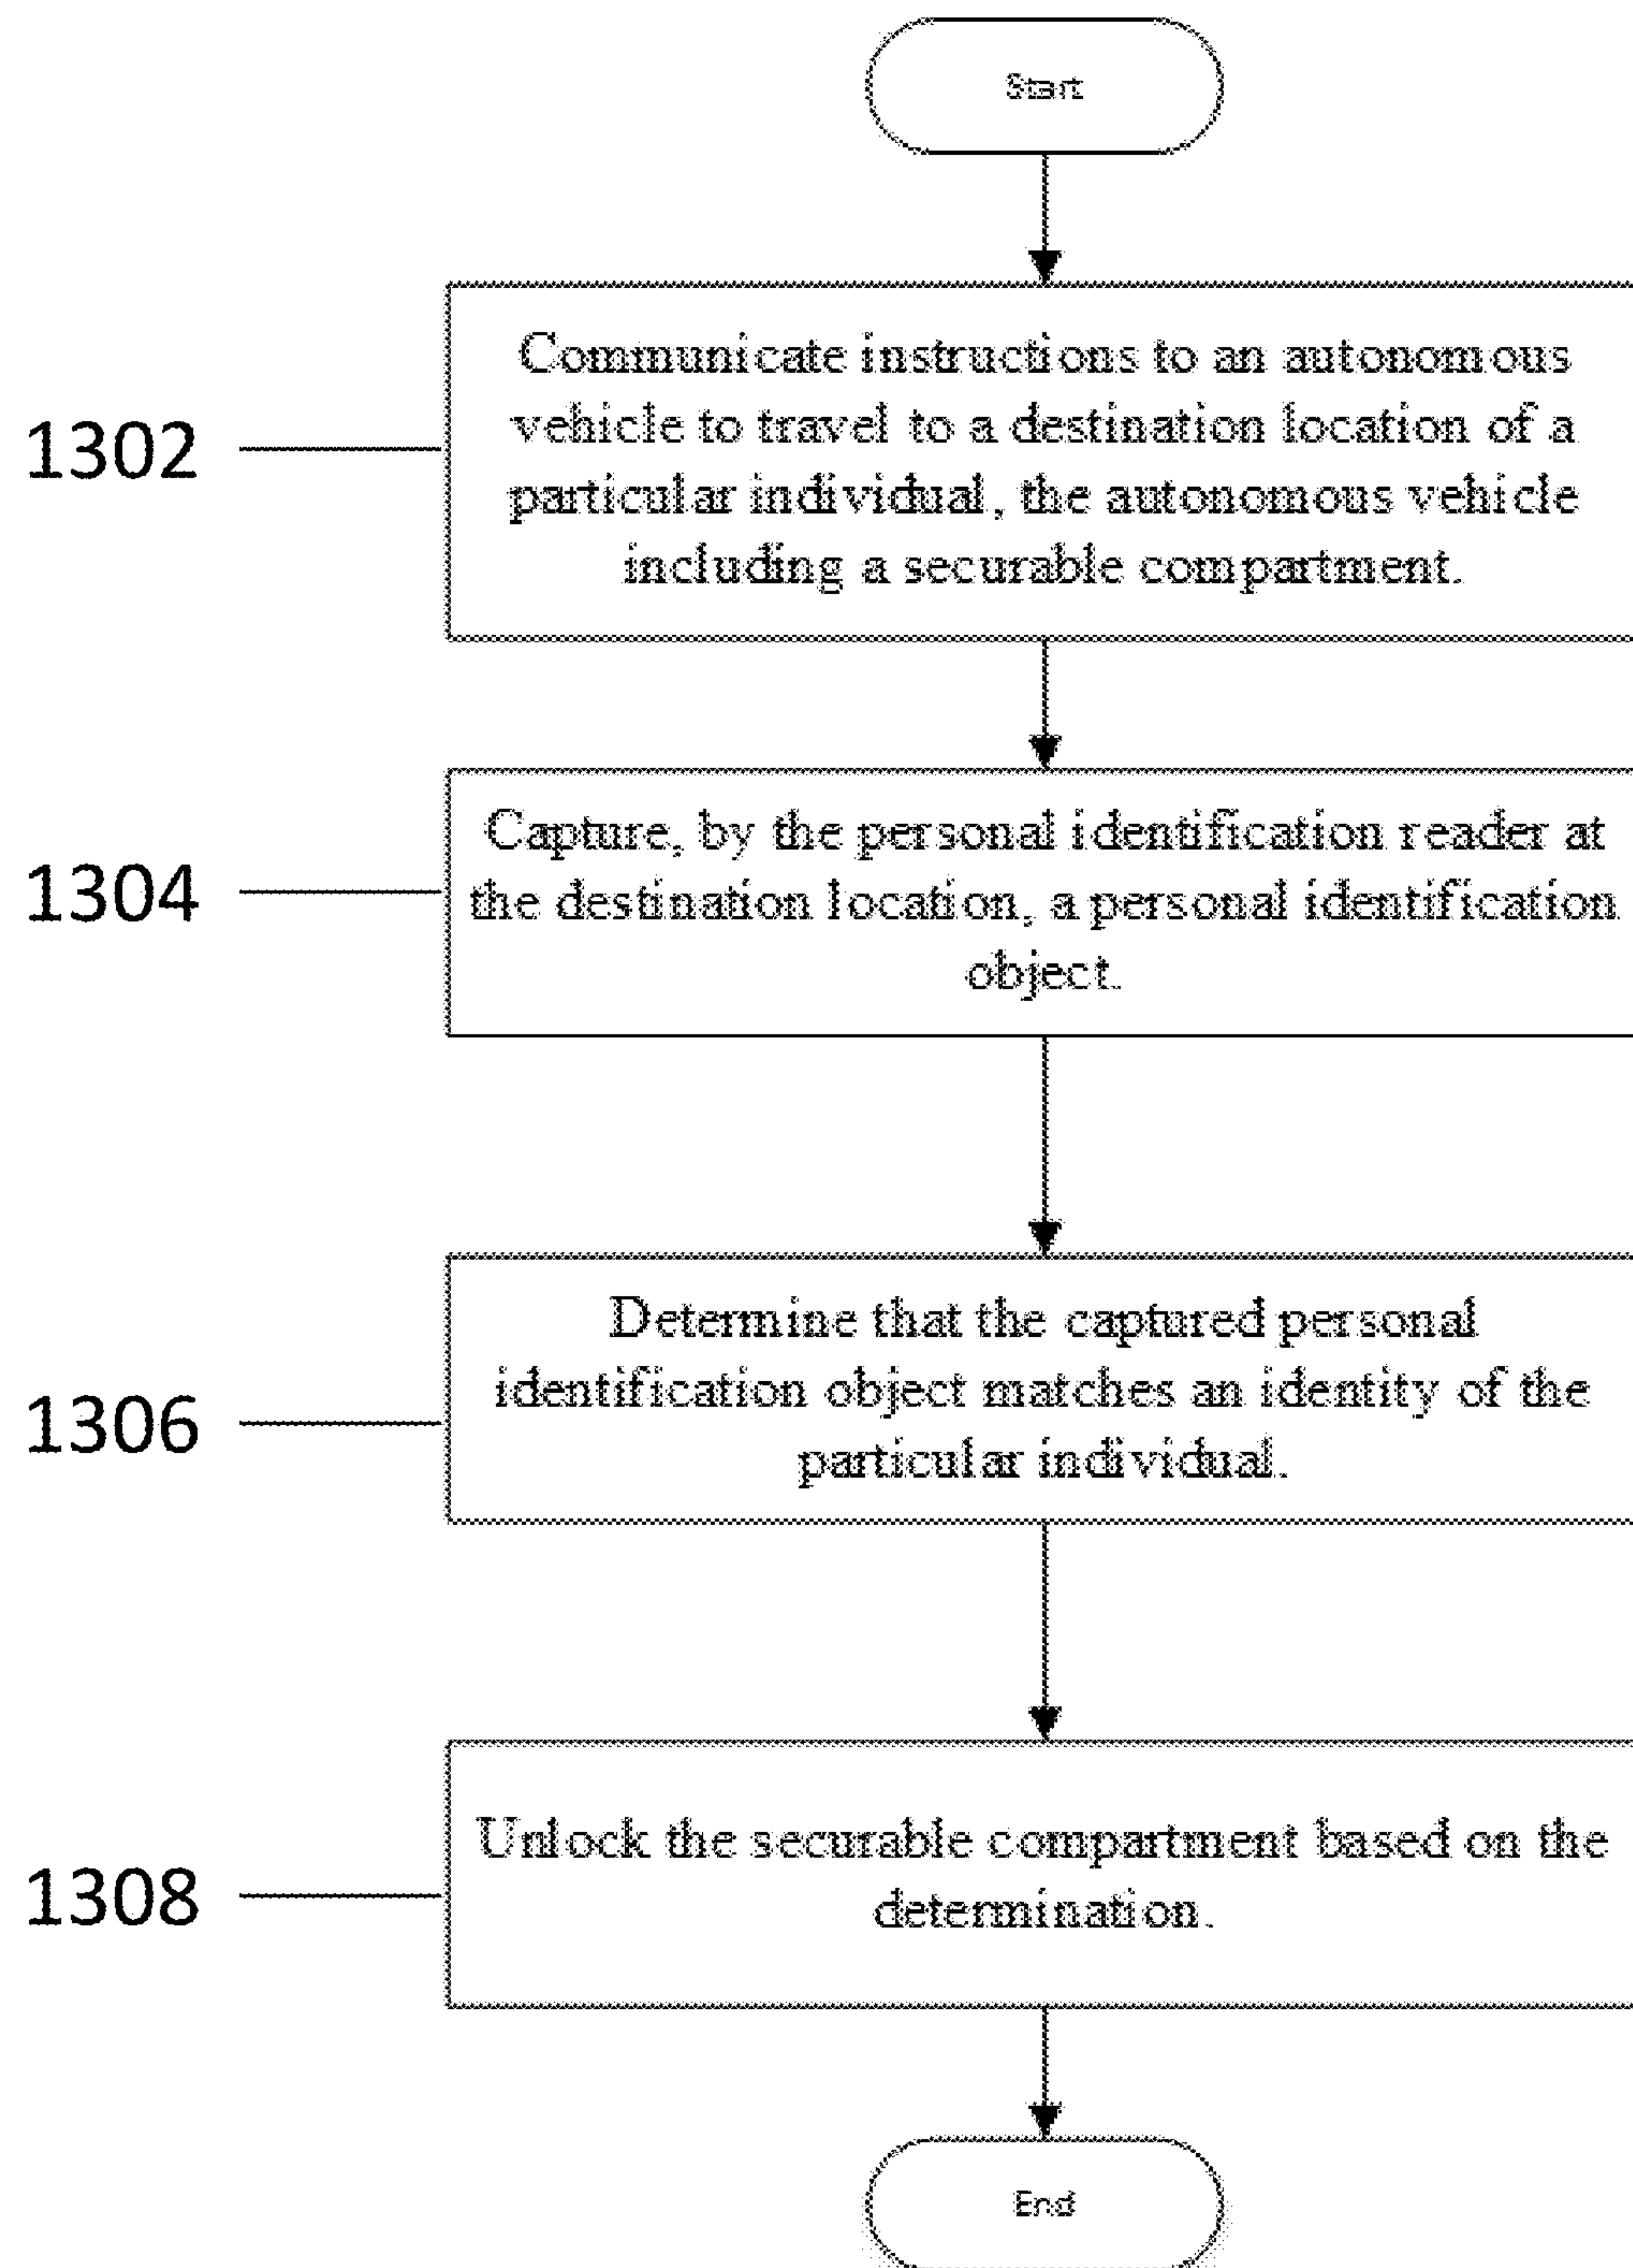 Start
Communicate instructions to an autonomous
vehicle to travel to a destination location of a
particular individual, the autonomous vehicle
including a securable compartment.
1302
Capture, by the personal identification reader at
the destination location, a personal identification
object.
1304
Determine that the captured personal
identification object matches an identity of the
particular individual.
1306
Unlock the securable compartment based on the
determination.
1308
End